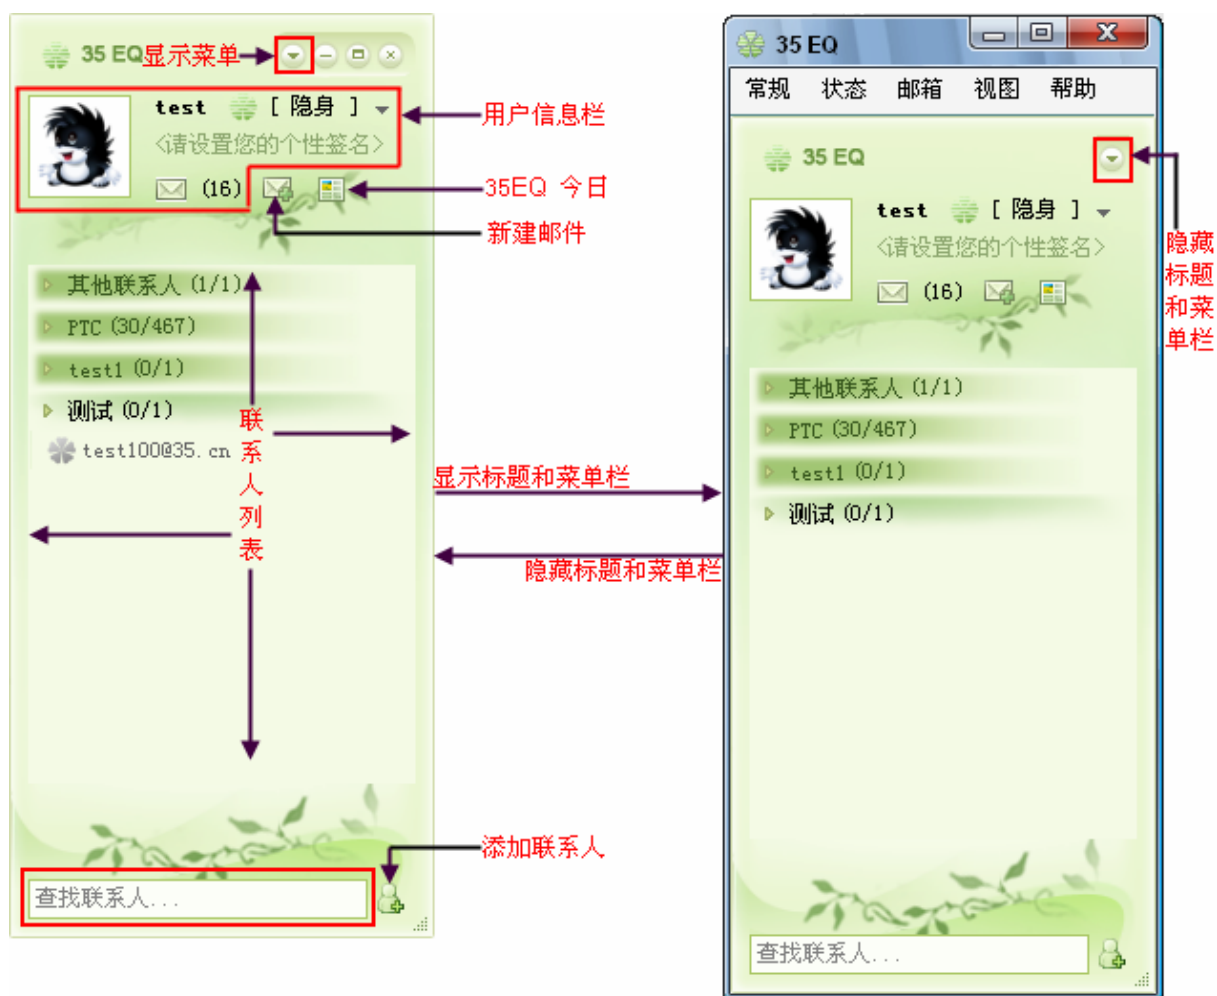 35 EQ显示菜单
test [ 隐身 ]
<请设置您的个性签名>
(16)
用户信息栏
35EQ 今日
新建邮件
其他联系人 (1/1)
PTC (30/467)
test1 (0/1)
测试 (0/1)
test100@35.cn
联系人列表
显示标题和菜单栏
隐藏标题和菜单栏
添加联系人
查找联系人...
35 EQ
常规 状态 邮箱 视图 帮助
35 EQ
test [ 隐身 ]
<请设置您的个性签名>
(16)
隐藏
标题
和菜
单栏
其他联系人 (1/1)
PTC (30/467)
test1 (0/1)
测试 (0/1)
查找联系人...